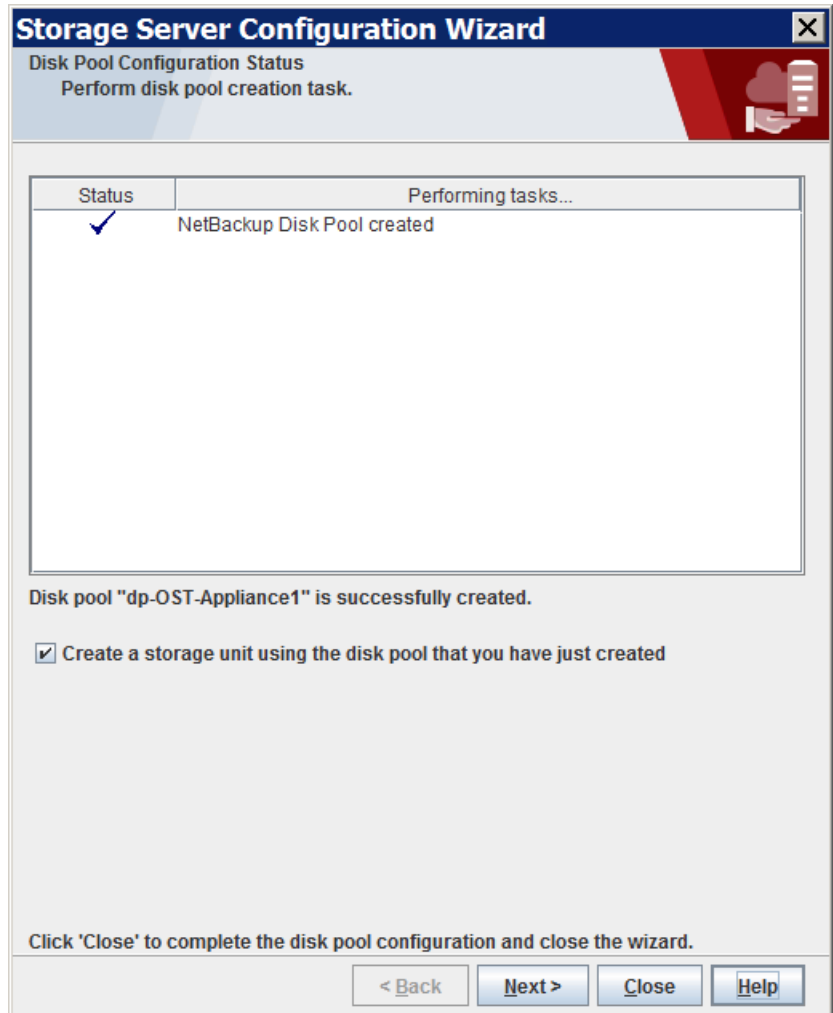 Storage Server Configuration Wizard
Disk Pool Configuration Status
Perform disk pool creation task.
Status Performing tasks...
NetBackup Disk Pool created
Disk pool "dp-OST-Appliance1" is successfully created.
Create a storage unit using the disk pool that you have just created
Click 'Close' to complete the disk pool configuration and close the wizard.
< Back Next > Close Help